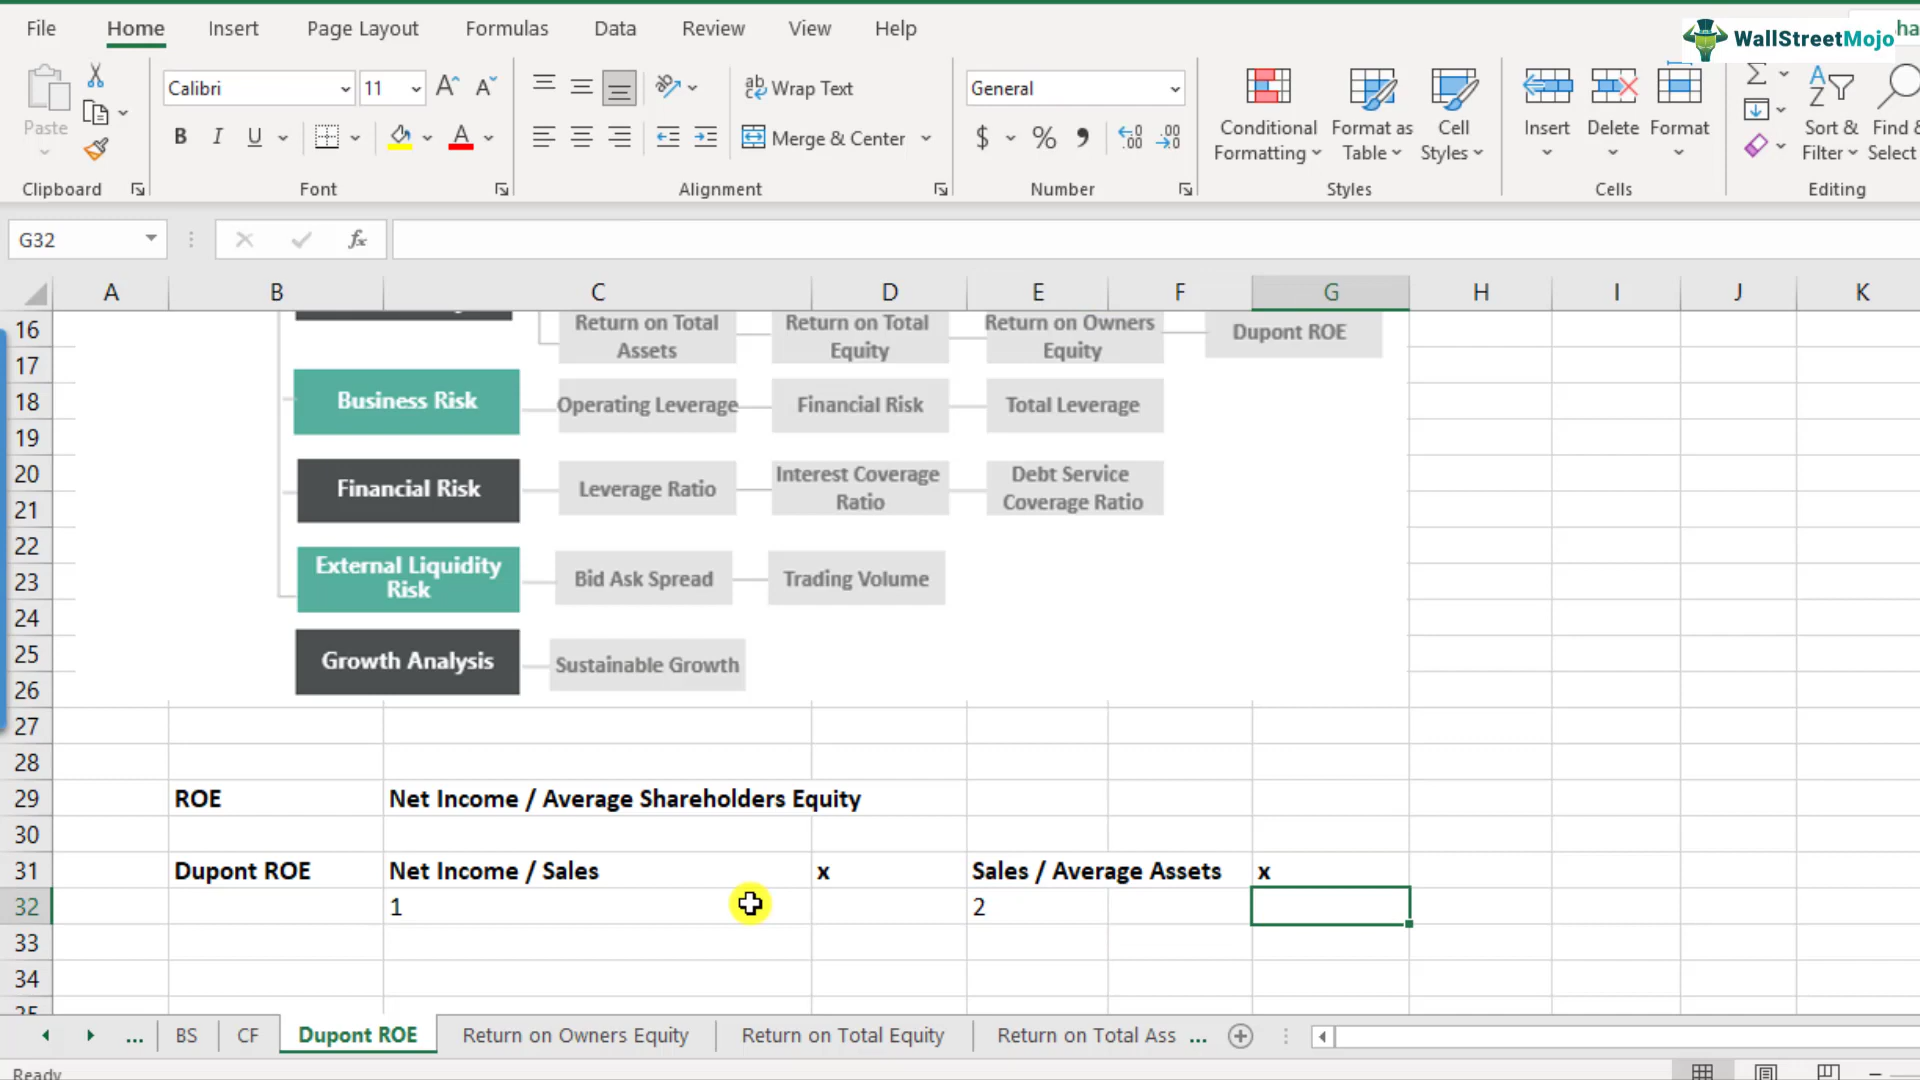 File Home Insert Page Layout Formulas Data Review View Help
WallStreetMojo
ha
Paste
Calibri 11
Wrap Text
General
Conditional Formatting
Format as Table
Cell Styles
Insert
Delete
Format
Sort & Filter
Find & Select
B I U
A
Merge & Center
$ %
Clipboard Font Alignment Number Styles Cells Editing
G32
fx
A B C D E F G H I J K
16
Return on Total
Assets
Return on Total
Equity
Return on Owners
Equity
Dupont ROE
17
18
Business Risk
Operating Leverage
Financial Risk
Total Leverage
19
20
Financial Risk
Leverage Ratio
Interest Coverage
Ratio
Debt Service
Coverage Ratio
21
22
External Liquidity
Risk
Bid Ask Spread
Trading Volume
23
24
25
Growth Analysis
Sustainable Growth
26
27
28
29 ROE Net Income / Average Shareholders Equity
30
31 Dupont ROE Net Income / Sales x Sales / Average Assets x
32 1 2
33
34
35
... BS CF Dupont ROE Return on Owners Equity Return on Total Equity Return on Total Ass ...
Ready